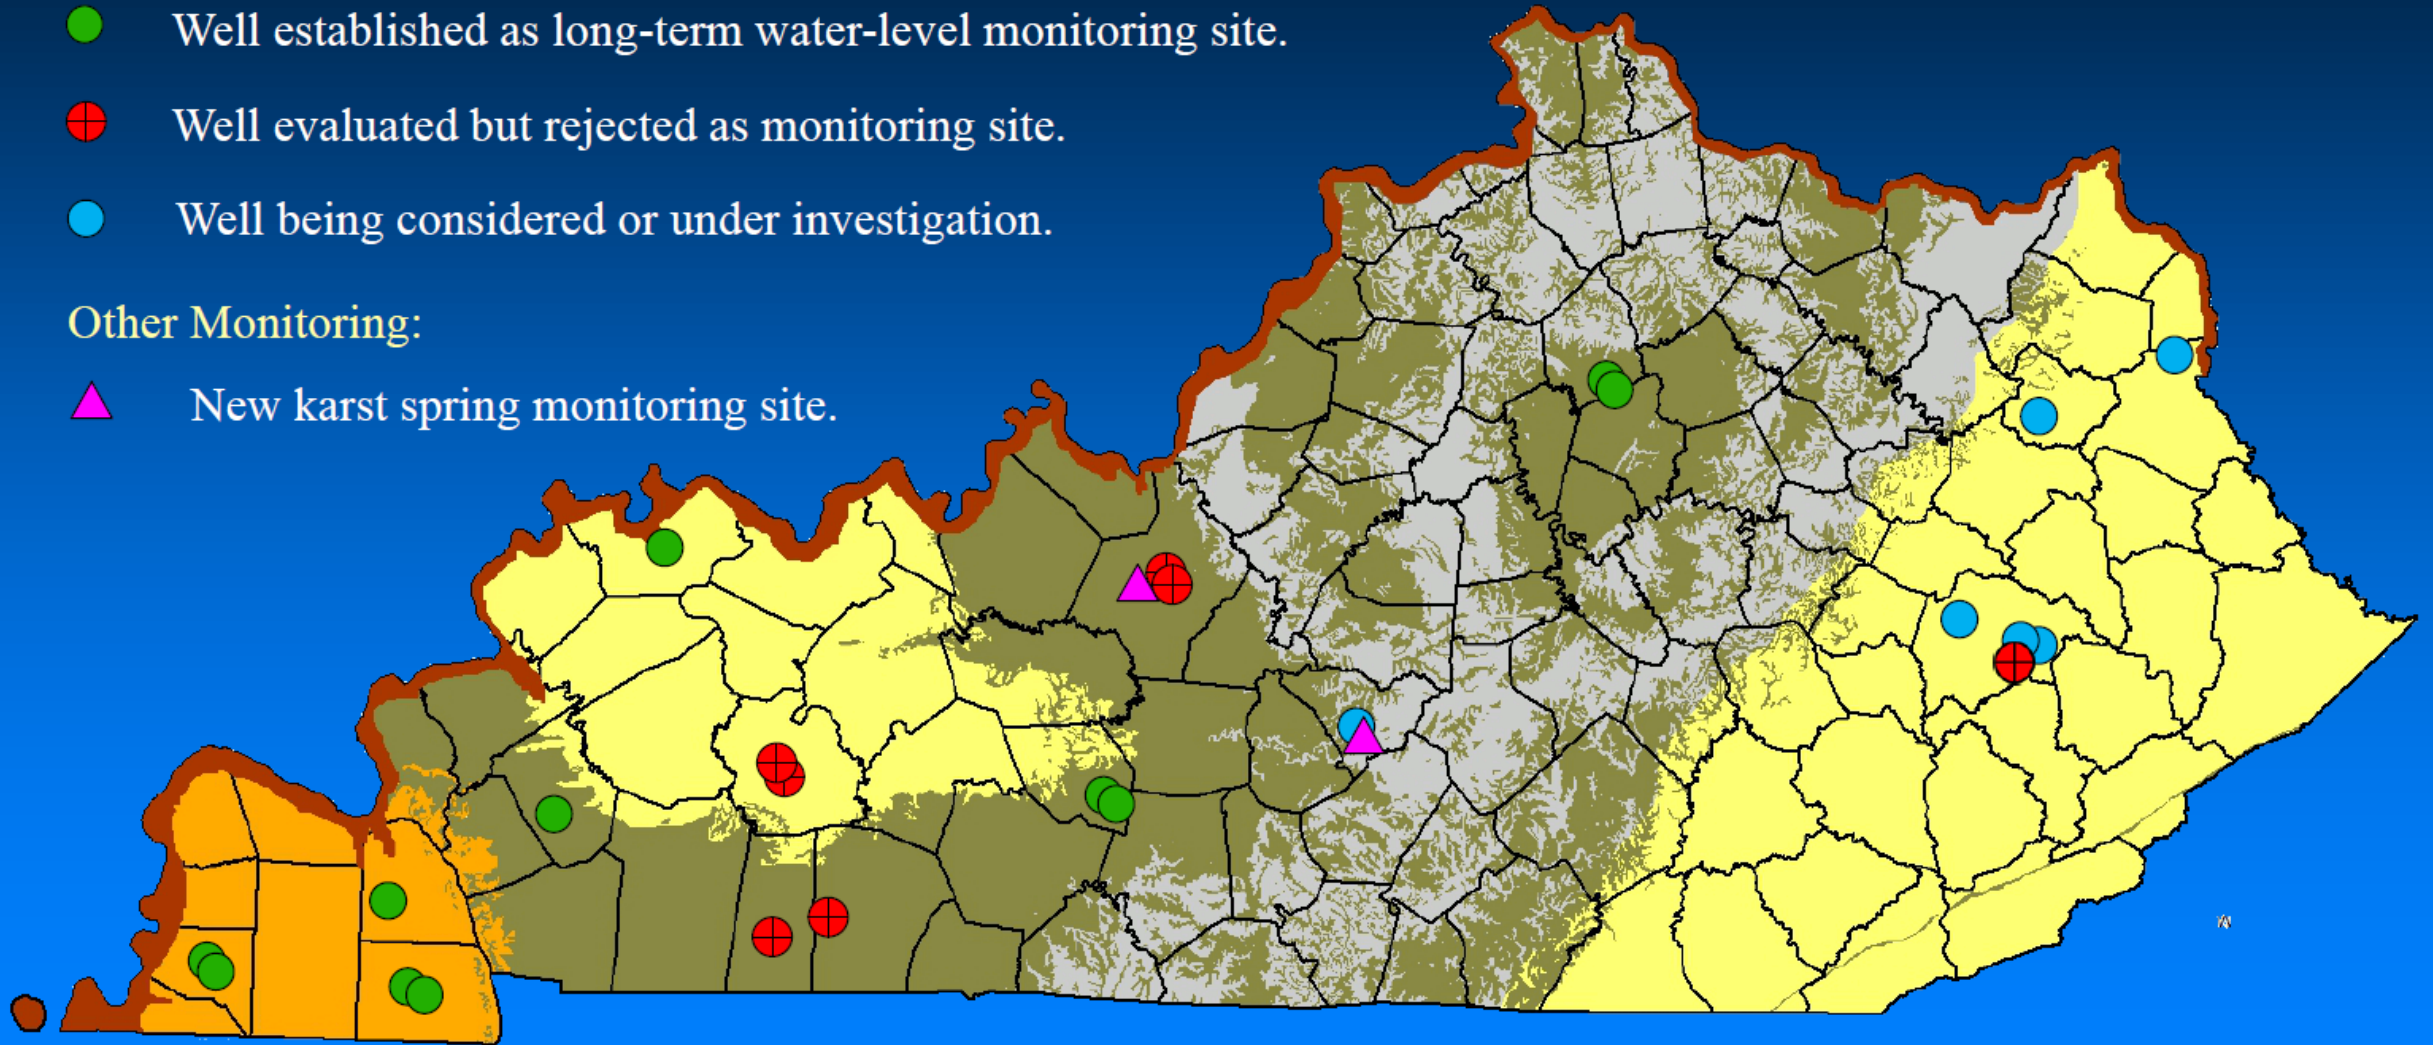 Well established as long-term water-level monitoring site.
Well evaluated but rejected as monitoring site.
Well being considered or under investigation.
Other Monitoring:
New karst spring monitoring site.